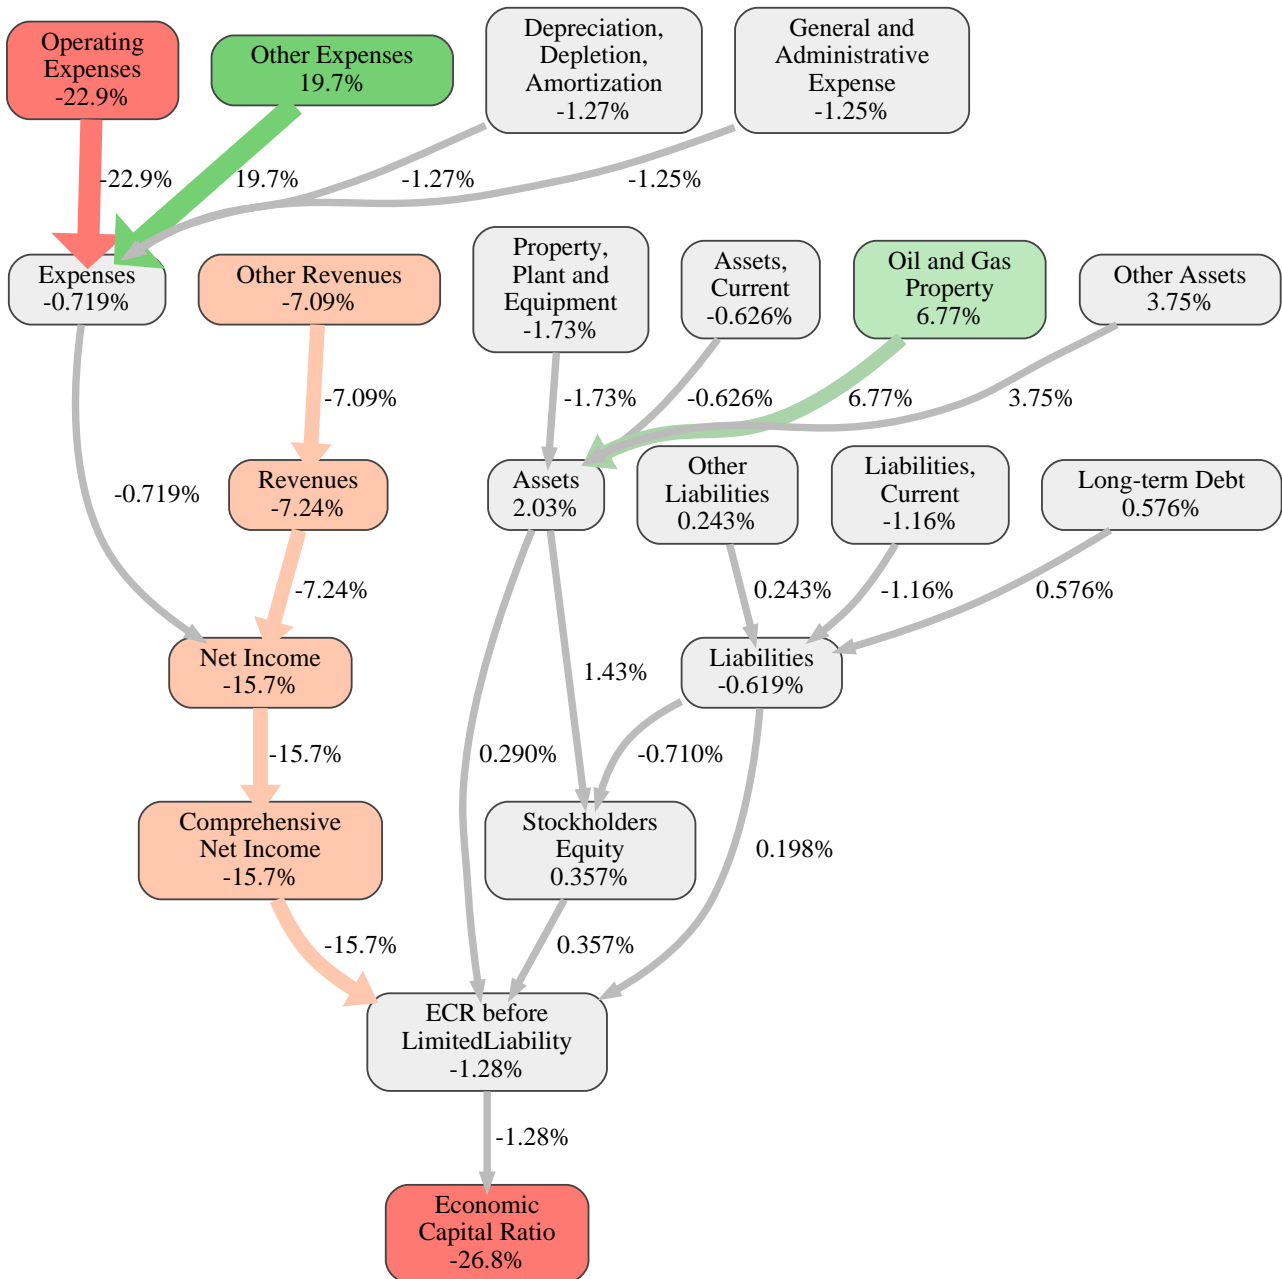 Operating
Expenses
-22.9%
Other Expenses
19.7%
Depreciation,
Depletion,
Amortization
-1.27%
General and
Administrative
Expense
-1.25%
-22.9%
19.7%
-1.27%
-1.25%
Expenses
-0.719%
Other Revenues
-7.09%
Property,
Plant and
Equipment
-1.73%
Assets,
Current
-0.626%
Oil and Gas
Property
6.77%
Other Assets
3.75%
-7.09%
-1.73%
-0.626%
6.77%
3.75%
-0.719%
Revenues
-7.24%
Assets
2.03%
Other
Liabilities
0.243%
Liabilities,
Current
-1.16%
Long-term Debt
0.576%
-7.24%
0.243%
-1.16%
0.576%
Net Income
-15.7%
1.43%
Liabilities
-0.619%
-15.7%
0.290%
-0.710%
Comprehensive
Net Income
-15.7%
Stockholders
Equity
0.357%
0.198%
-15.7%
0.357%
ECR before
LimitedLiability
-1.28%
-1.28%
Economic
Capital Ratio
-26.8%